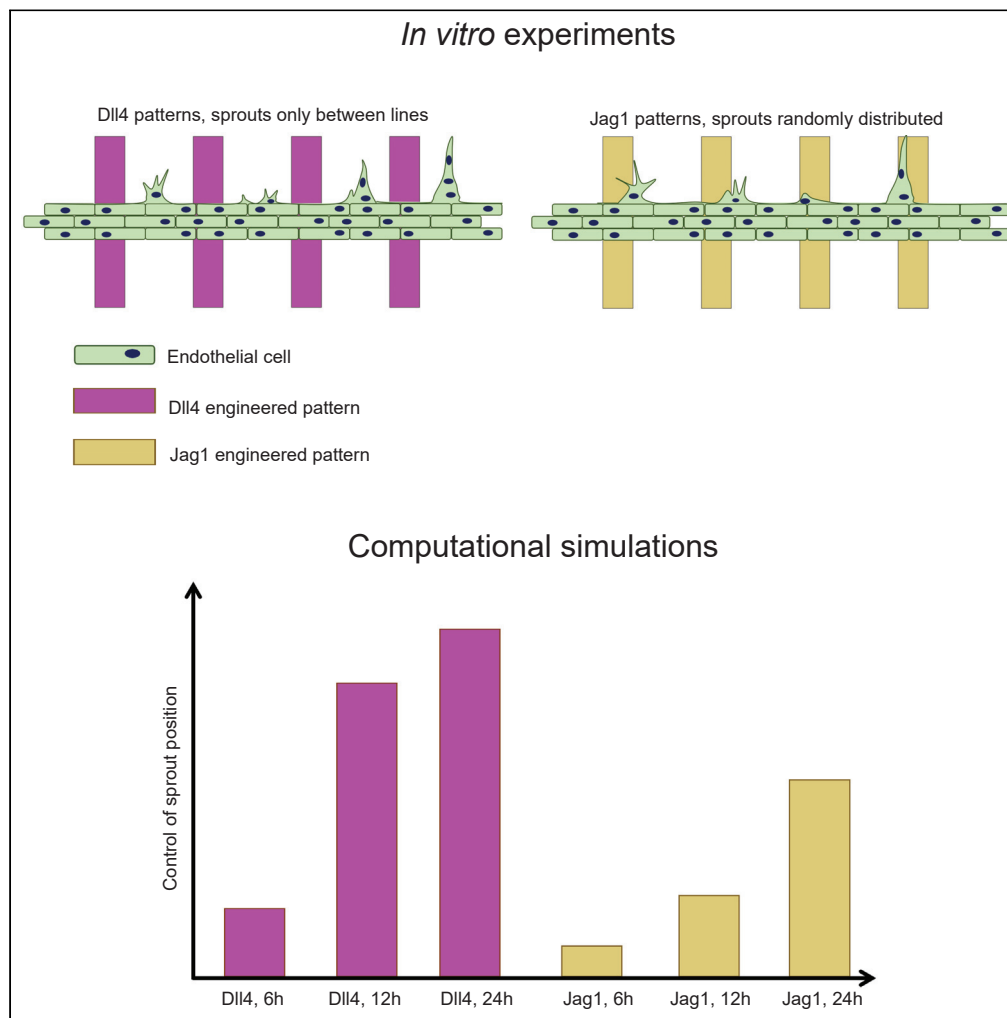 In vitro experiments
Dll4 patterns, sprouts only between lines
Jag1 patterns, sprouts randomly distributed
Endothelial cell
Dll4 engineered pattern
Jag1 engineered pattern
Computational simulations
Control of sprout position
Dll4, 6h
Dll4, 12h
Dll4, 24h
Jag1, 6h
Jag1, 12h
Jag1, 24h